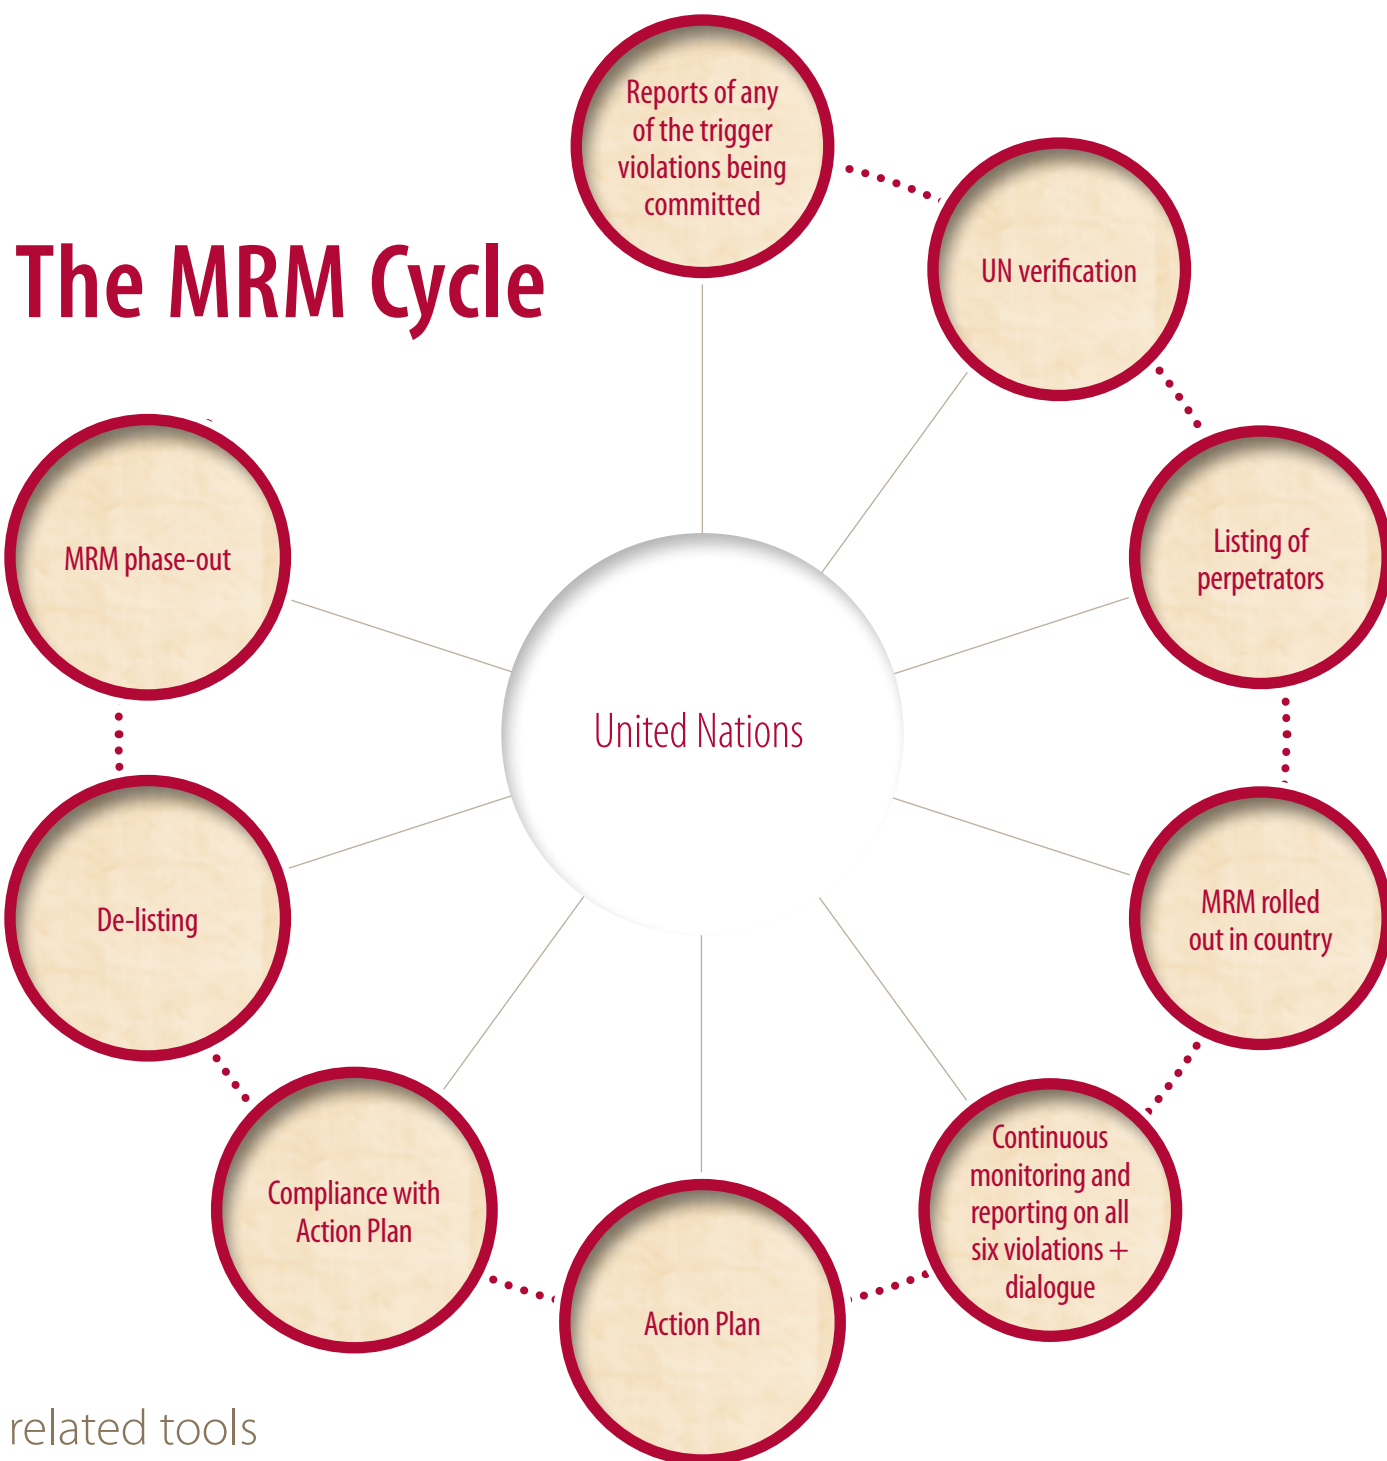 The MRM Cycle
Reports of any
of the trigger
violations being
committed
UN verification
Listing of
perpetrators
MRM rolled
out in country
Continuous
monitoring and
reporting on all
six violations +
dialogue
Action Plan
Compliance with
Action Plan
De-listing
MRM phase-out
United Nations
related tools